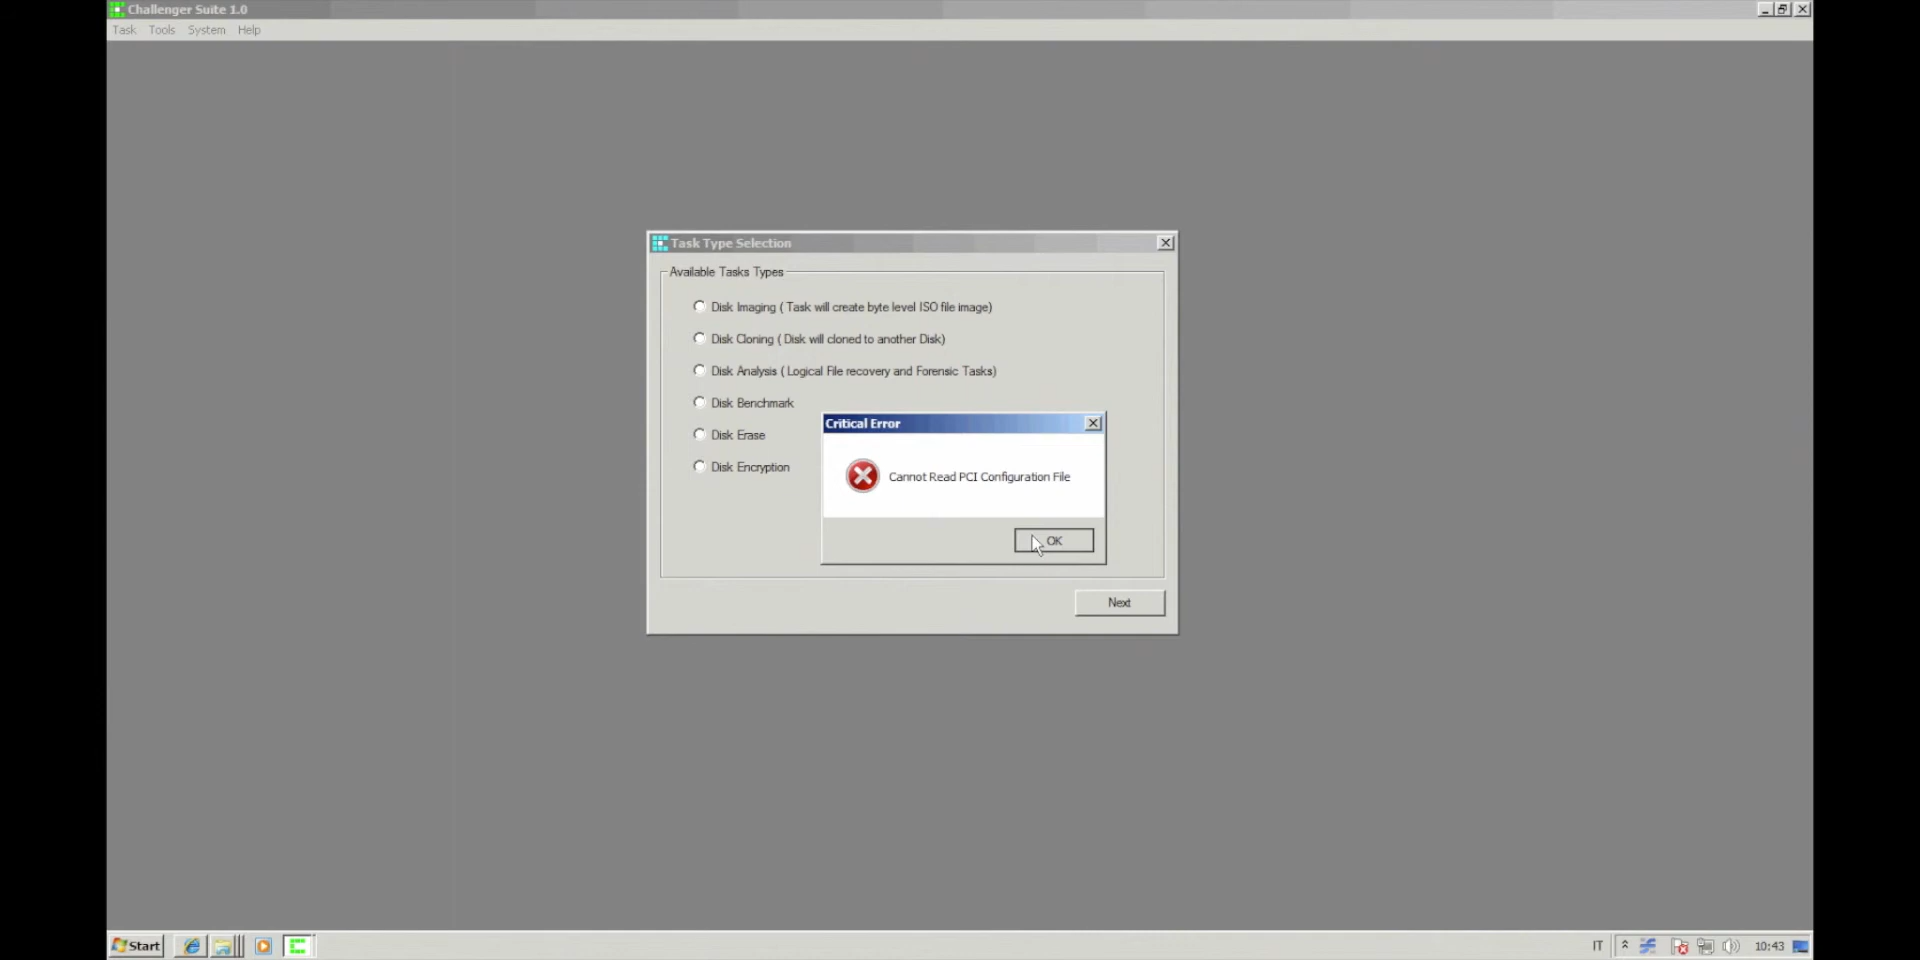 Challenger Suite 1.0
Task Tools System Help
Task Type Selection
Available Tasks Types
Disk Imaging ( Task will create byte level ISO file image)
Disk Cloning ( Disk will cloned to another Disk)
Disk Analysis ( Logical File recovery and Forensic Tasks)
Disk Benchmark
Critical Error
Disk Erase
Disk Encryption
Cannot Read PCI Configuration File
OK
Next
Start
IT
10:43